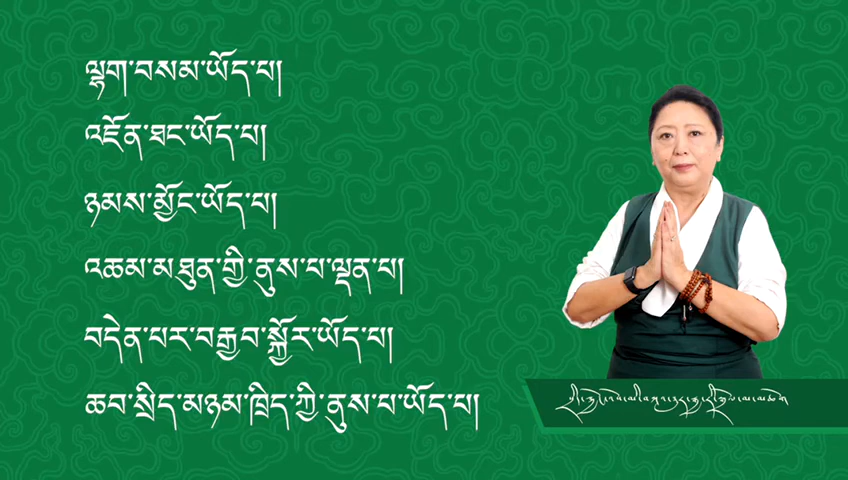 ལྷག་བསམ་ཡོད་པ།
འཇོན་ཐང་ཡོད་པ།
ཉམས་མྱོང་ཡོད་པ།
འཆམ་མཐུན་གྱི་ནུས་པ་ལྡན་པ།
བདེན་པར་བརྒྱབ་སྐྱོར་ཡོད་པ།
ཆབ་སྲིད་མཉམ་ཁྲིད་ཀྱི་ནུས་པ་ཡོད་པ།